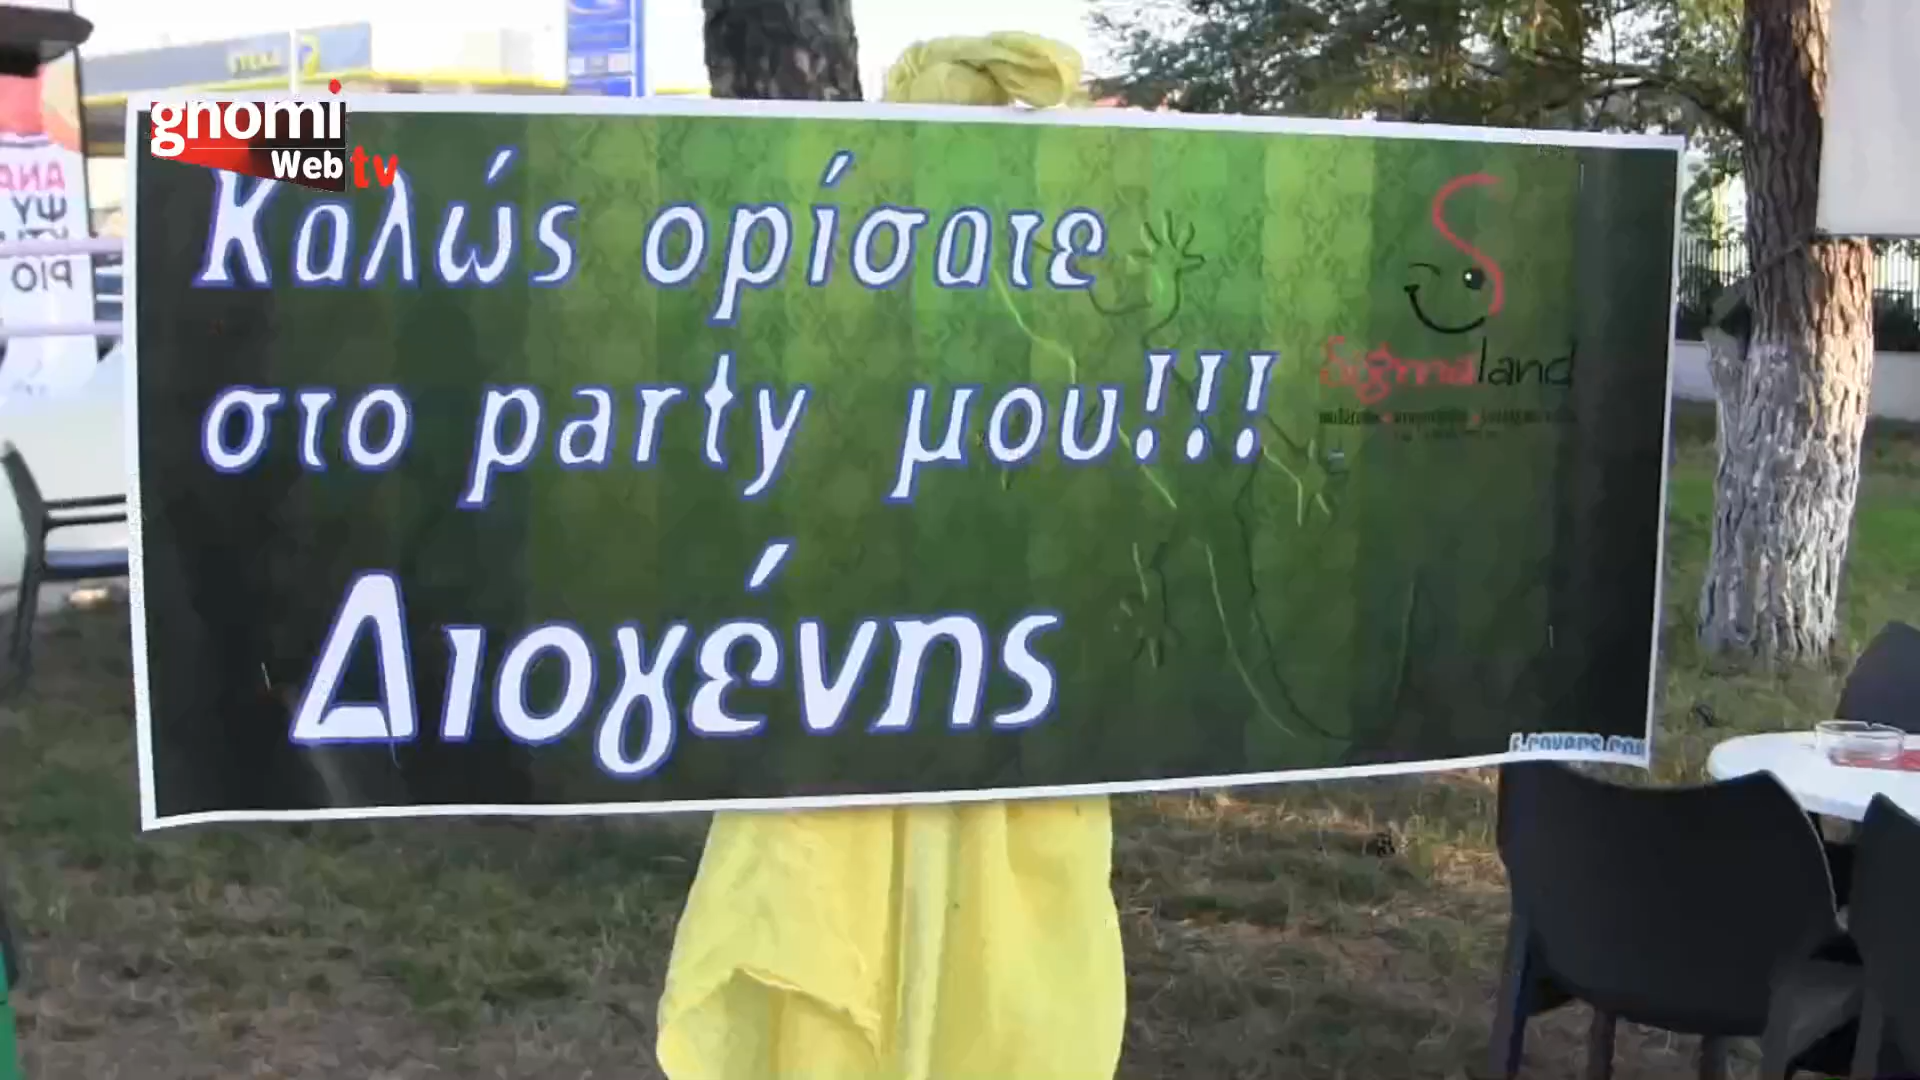 gnomi
Web tv
Καλώς ορίσατε
στο party μου!!!
Διογένης
Sigmaland